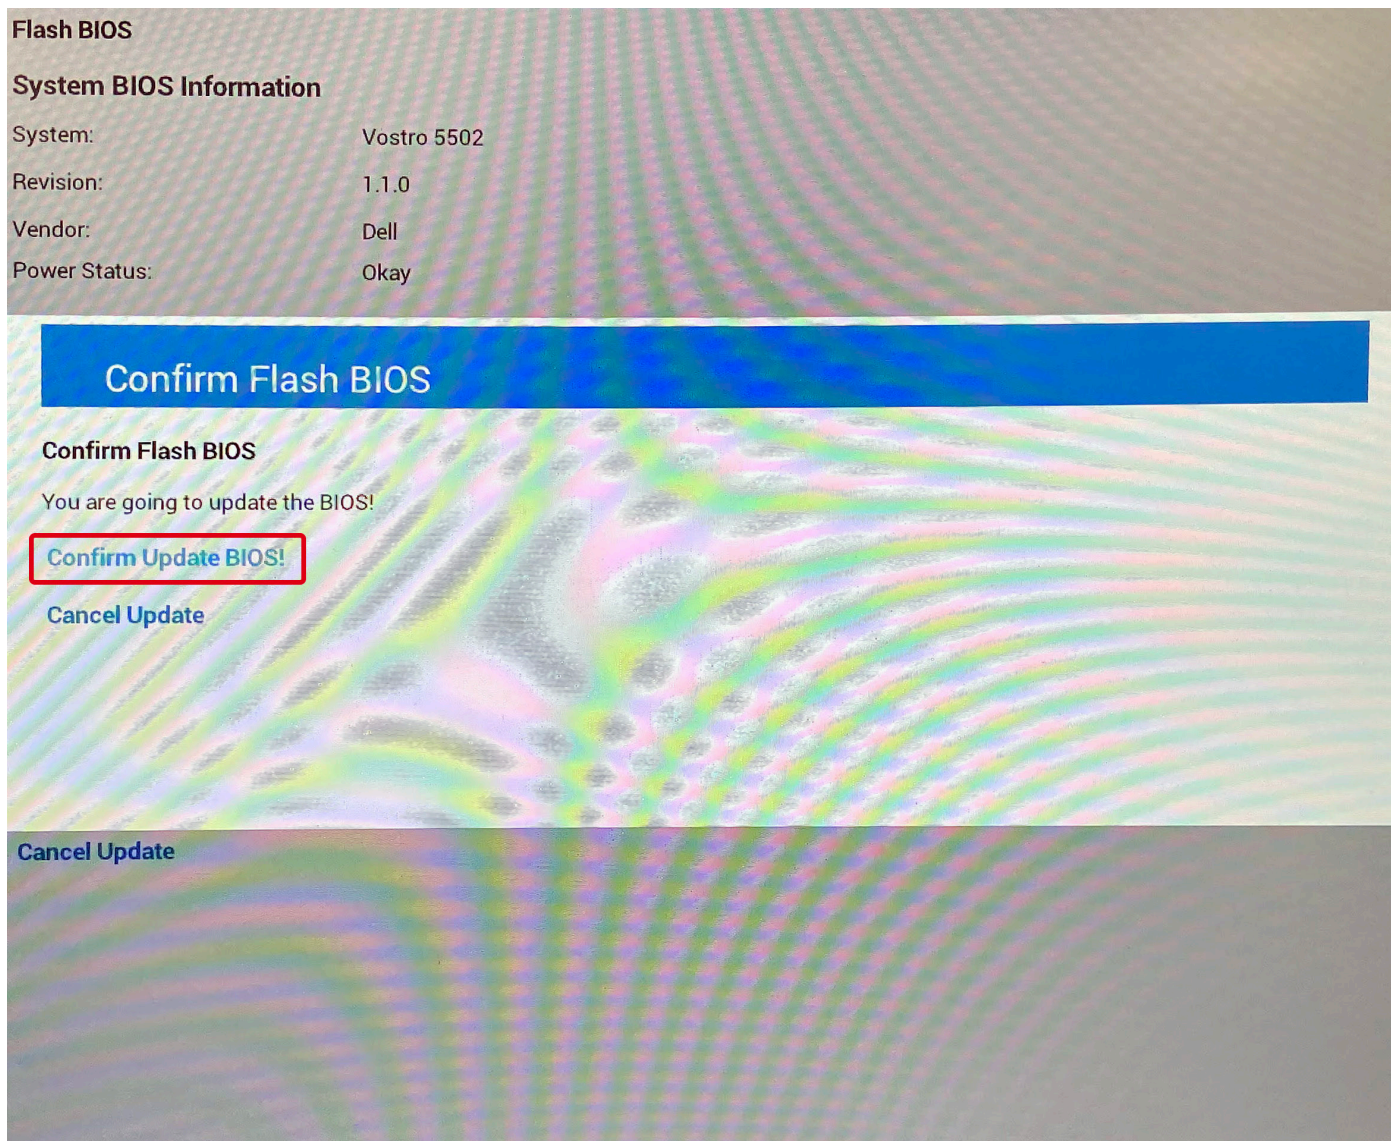 Flash BIOS
System BIOS Information
System: Vostro 5502
Revision: 1.1.0
Vendor: Dell
Power Status: Okay
Confirm Flash BIOS
Confirm Flash BIOS
You are going to update the BIOS!
Confirm Update BIOS!
Cancel Update
Cancel Update